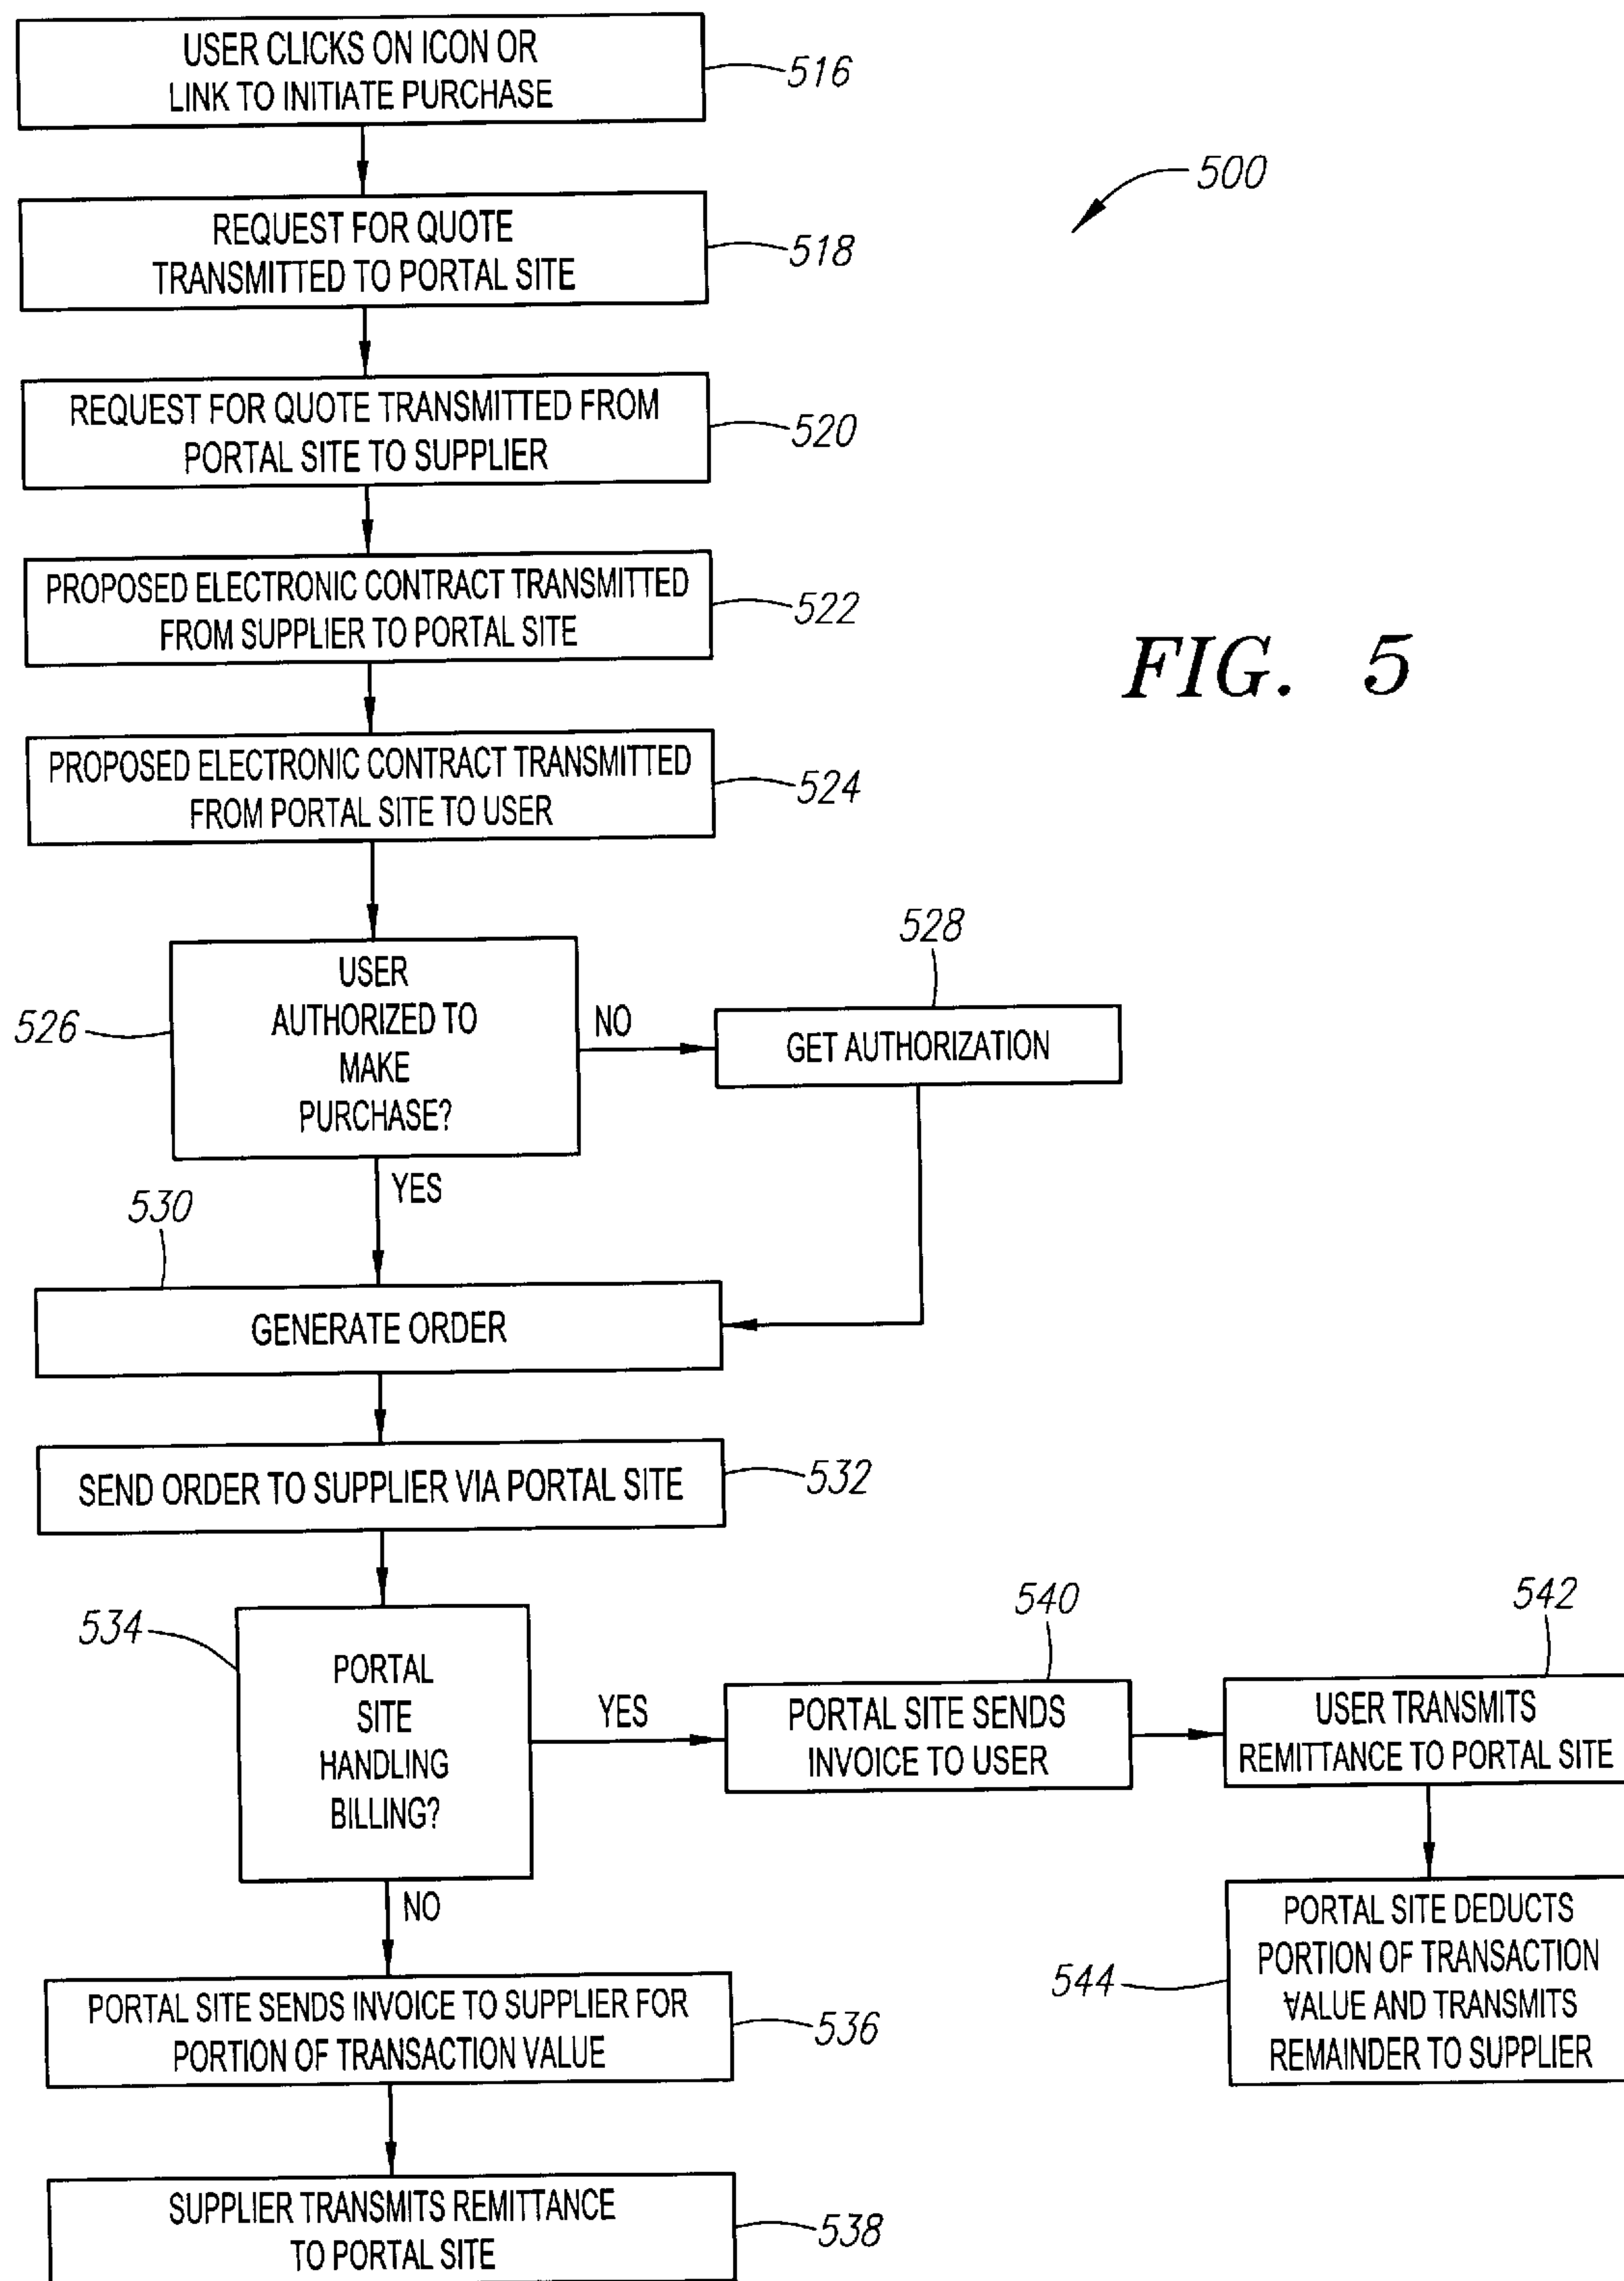 USER CLICKS ON ICON OR
LINK TO INITIATE PURCHASE
516
500
REQUEST FOR QUOTE
TRANSMITTED TO PORTAL SITE
518
REQUEST FOR QUOTE TRANSMITTED FROM
PORTAL SITE TO SUPPLIER
520
PROPOSED ELECTRONIC CONTRACT TRANSMITTED
FROM SUPPLIER TO PORTAL SITE
522
FIG. 5
PROPOSED ELECTRONIC CONTRACT TRANSMITTED
FROM PORTAL SITE TO USER
524
526
USER
AUTHORIZED TO
MAKE
PURCHASE?
NO
528
GET AUTHORIZATION
YES
530
GENERATE ORDER
SEND ORDER TO SUPPLIER VIA PORTAL SITE
532
534
PORTAL
SITE
HANDLING
BILLING?
YES
540
PORTAL SITE SENDS
INVOICE TO USER
542
USER TRANSMITS
REMITTANCE TO PORTAL SITE
544
PORTAL SITE DEDUCTS
PORTION OF TRANSACTION
VALUE AND TRANSMITS
REMAINDER TO SUPPLIER
NO
PORTAL SITE SENDS INVOICE TO SUPPLIER FOR
PORTION OF TRANSACTION VALUE
536
SUPPLIER TRANSMITS REMITTANCE
TO PORTAL SITE
538